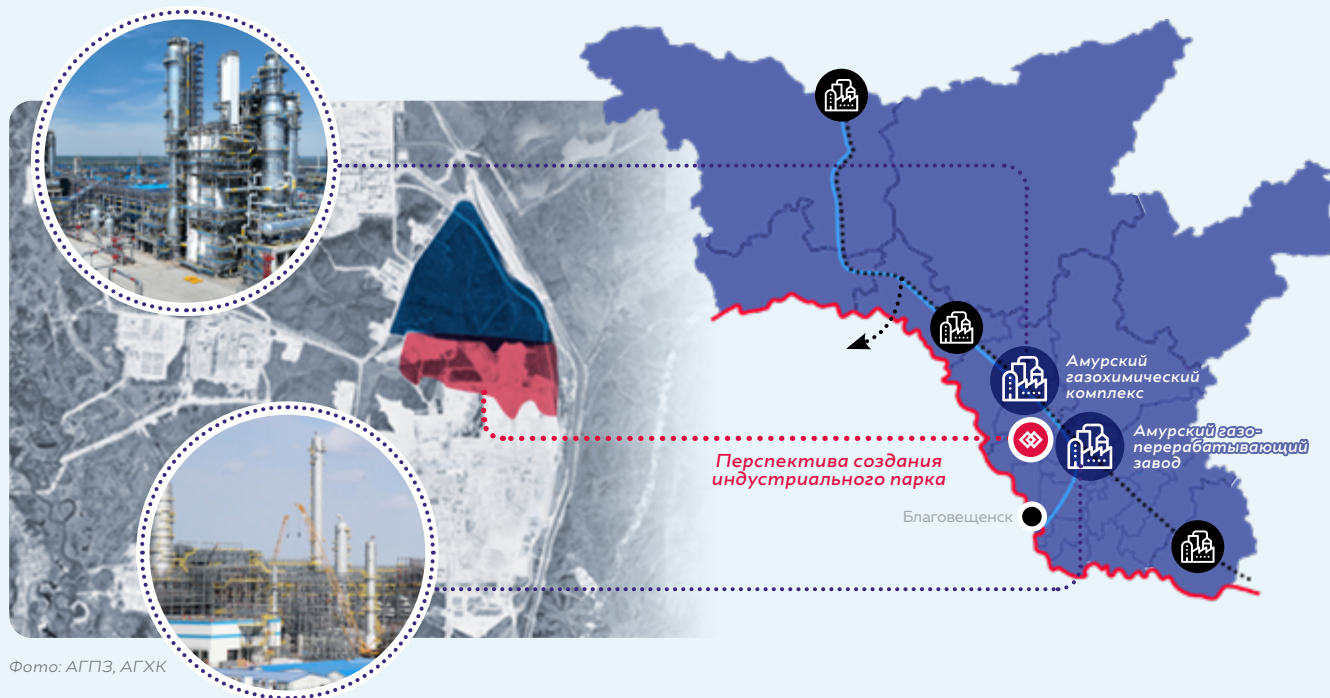 Амурский
газохимический
комплекс
Амурский газо-
перерабатывающий
завод
Перспектива создания
индустриального парка
Благовещенск
Фото: АГПЗ, АГХК